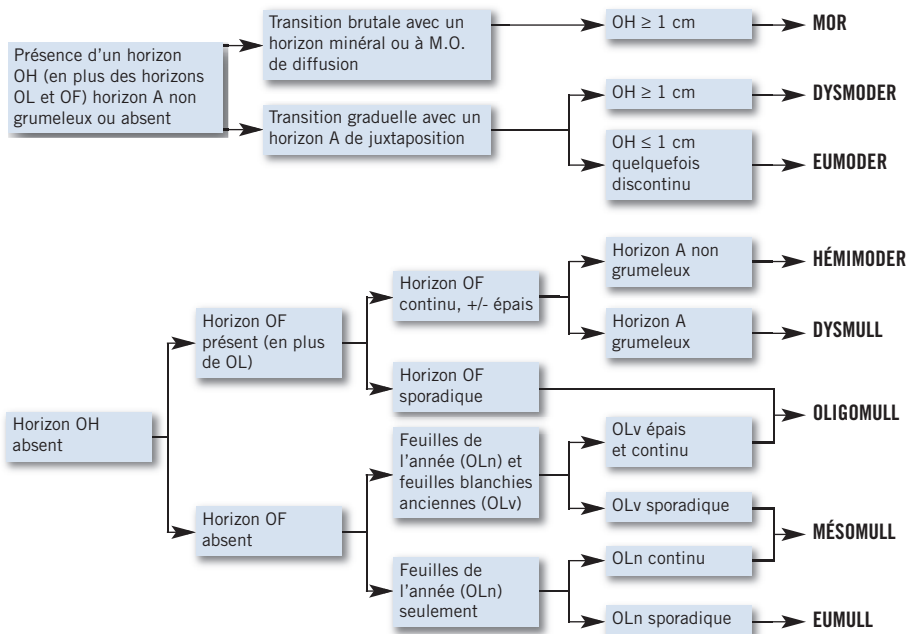 Présence d'un horizon
OH (en plus des horizons
OL et OF) horizon A non
grumeleux ou absent
Transition brutale avec un
horizon minéral ou à M.O.
de diffusion
OH ≥ 1 cm
MOR
Transition graduelle avec un
horizon A de juxtaposition
OH ≥ 1 cm
DYSMODER
OH ≤ 1 cm
quelquefois
discontinu
EUMODER
Horizon OH
absent
Horizon OF
présent (en plus
de OL)
Horizon OF
continu, +/- épais
Horizon A non
grumeleux
HÉMIMODER
Horizon A
grumeleux
DYSMULL
Horizon OF
sporadique
OLIGOMULL
Horizon OF
absent
Feuilles de
l'année (OLn) et
feuilles blanchies
anciennes (OLv)
OLv épais
et continu
OLv sporadique
MÉSOMULL
Feuilles de
l'année (OLn)
seulement
OLn continu
OLn sporadique
EUMULL